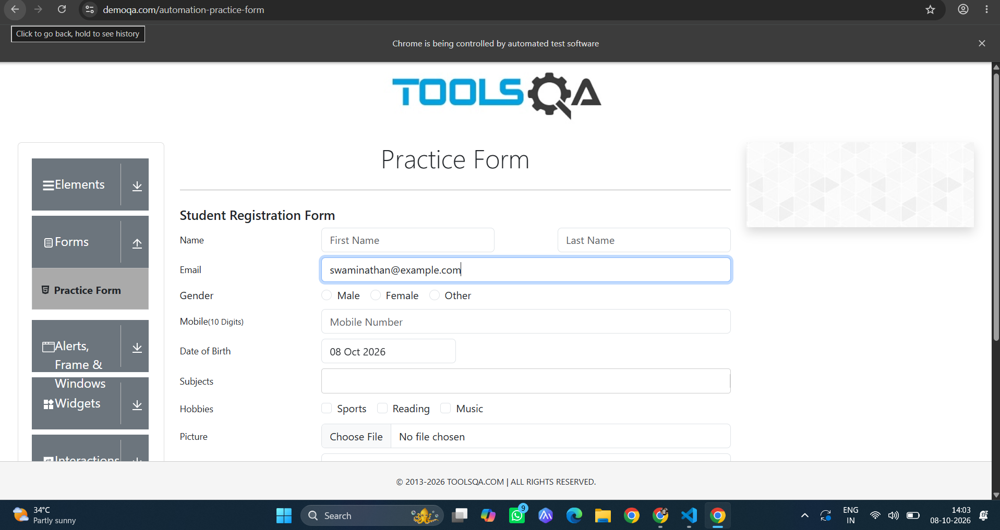 demoqa.com/automation-practice-form
Click to go back, hold to see history
Chrome is being controlled by automated test software
TOOLSQA
Practice Form
Elements
Forms
Practice Form
Alerts,
Frame &
Windows
Widgets
Interactions
Student Registration Form
Name
First Name
Last Name
Email
swaminathan@example.com
Gender
Male
Female
Other
Mobile(10 Digits)
Mobile Number
Date of Birth
08 Oct 2026
Subjects
Hobbies
Sports
Reading
Music
Picture
Choose File
No file chosen
© 2013-2026 TOOLSQA.COM | ALL RIGHTS RESERVED.
34°C
Partly sunny
Search
9
ENG
IN
14:03
08-10-2026